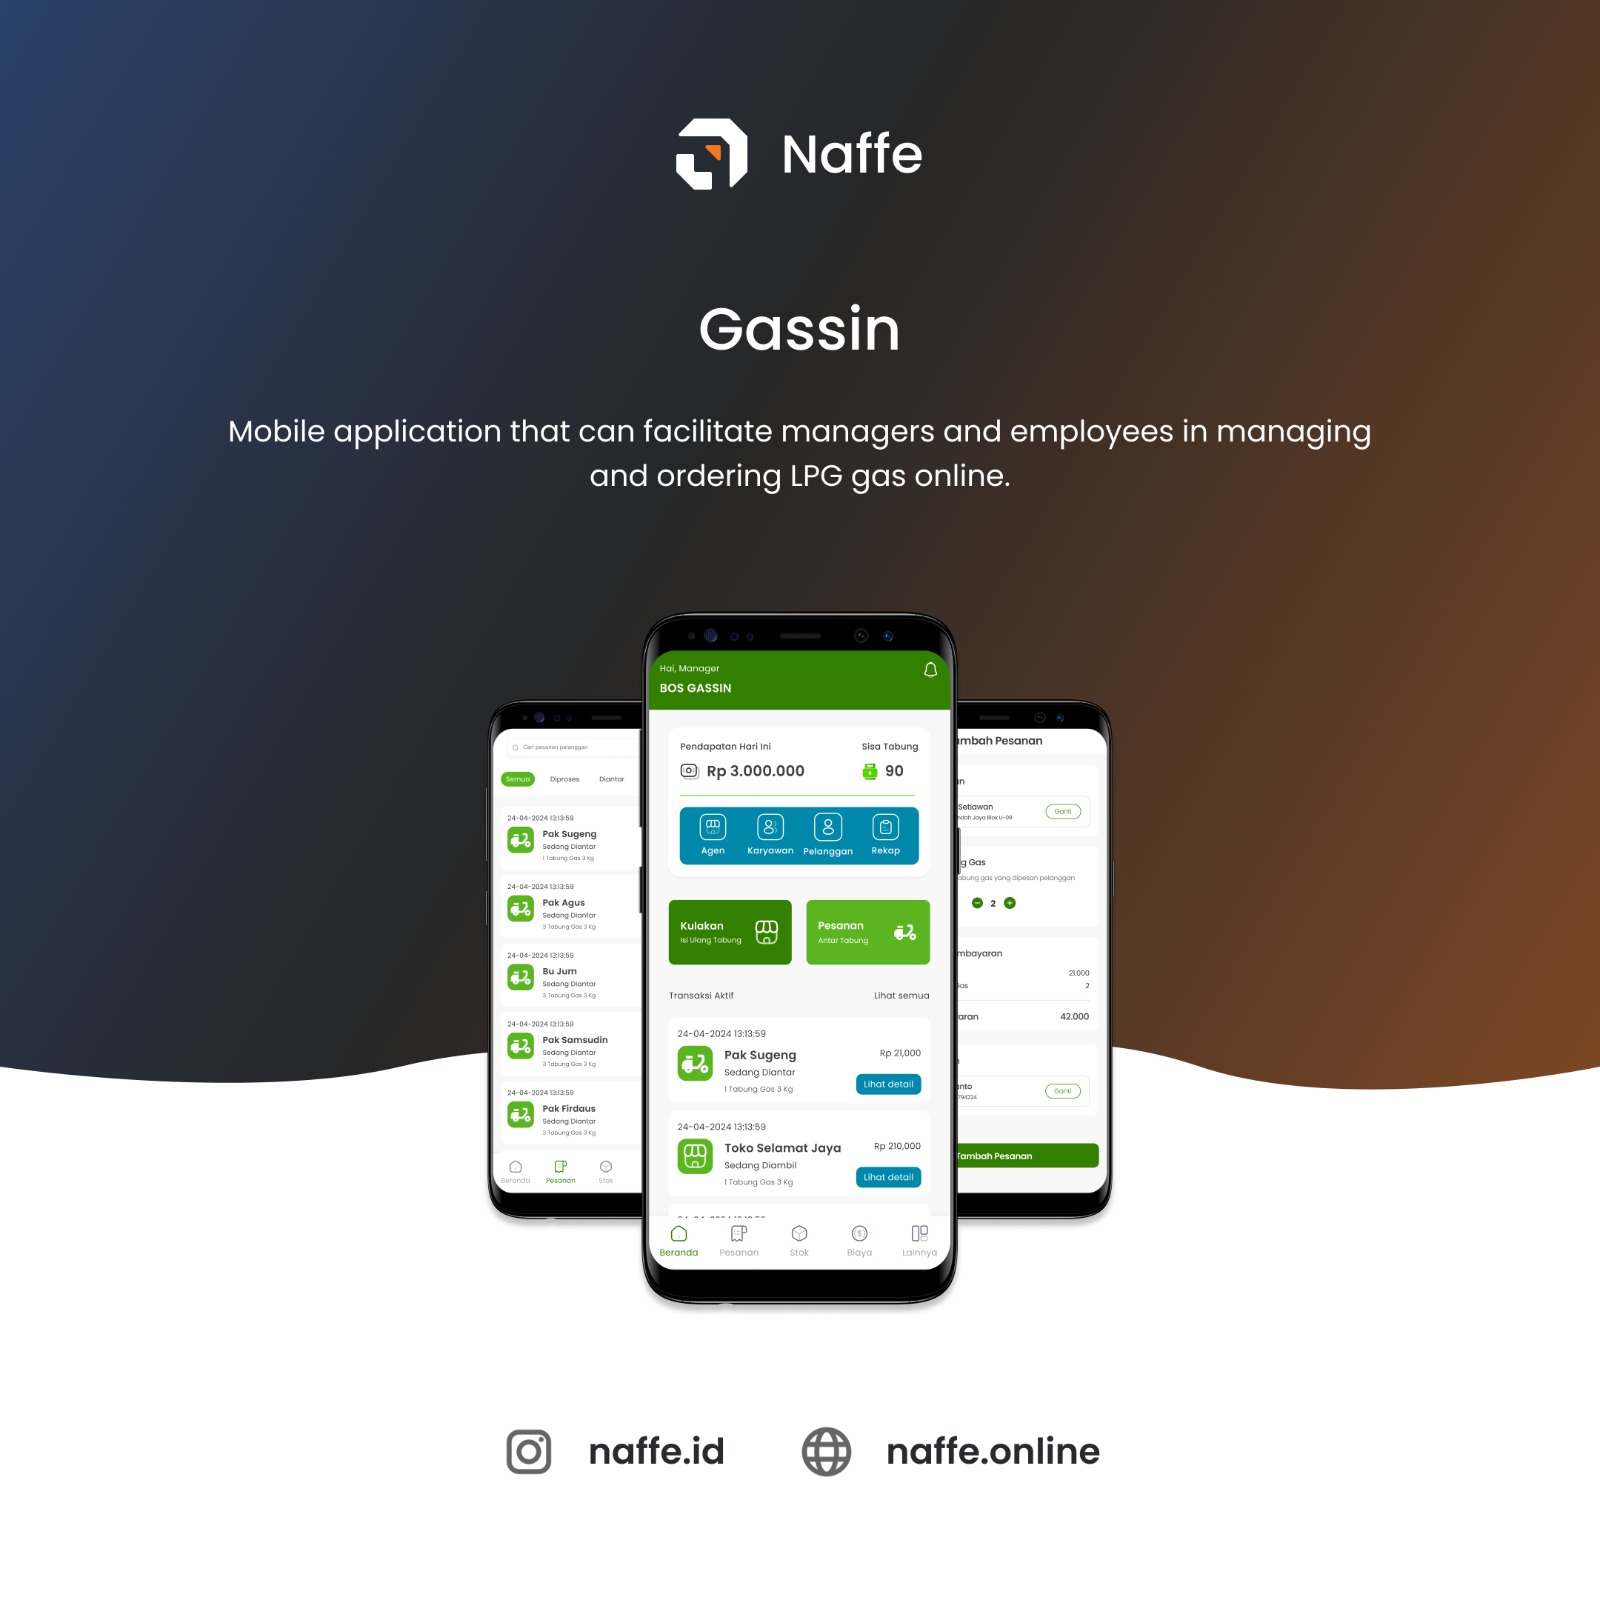 Naffe
Gassin
Mobile application that can facilitate managers and employees in managing
and ordering LPG gas online.
Cari pesanan pelanggan
Semua Diproses Diantar
24-04-2024 13:13:59
Pak Sugeng
Sedang Diantar
1 Tabung Gas 3 Kg
24-04-2024 13:13:59
Pak Agus
Sedang Diantar
3 Tabung Gas 3 Kg
24-04-2024 13:13:59
Bu Jum
Sedang Diantar
3 Tabung Gas 3 Kg
24-04-2024 13:13:59
Pak Samsudin
Sedang Diantar
3 Tabung Gas 3 Kg
24-04-2024 13:13:59
Pak Firdaus
Sedang Diantar
3 Tabung Gas 3 Kg
Beranda Pesanan Stok
Hai, Manager
BOS GASSIN
Pendapatan Hari Ini Sisa Tabung
Rp 3.000.000 90
Agen Karyawan Pelanggan Rekap
Kulakan
Isi Ulang Tabung
Pesanan
Antar Tabung
Transaksi Aktif Lihat semua
24-04-2024 13:13:59
Pak Sugeng Rp 21,000
Sedang Diantar
1 Tabung Gas 3 Kg
Lihat detail
24-04-2024 13:13:59
Toko Selamat Jaya Rp 210,000
Sedang Diambil
1 Tabung Gas 3 Kg
Lihat detail
Beranda Pesanan Stok Biaya Lainnya
mbah Pesanan
n
Setiawan
ndah Jaya Blok U-09
Ganti
g Gas
abung gas yang dipesan pelanggan
2
mbayaran
21.000
Gas 2
aran 42.000
anto
794224
Ganti
Tambah Pesanan
naffe.id
naffe.online